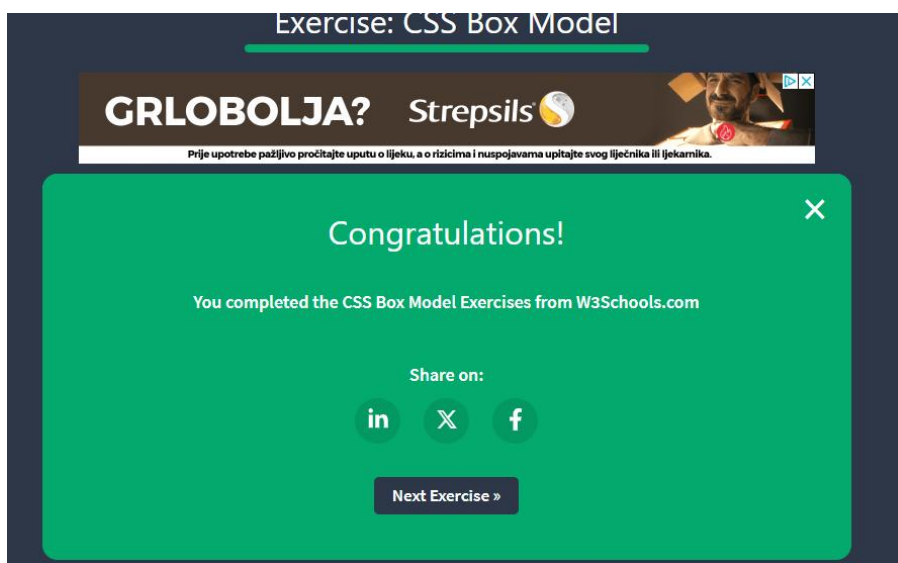 Exercise: CSS Box Model
GRLOBOLJA? Strepsils
Prije upotrebe pažljivo pročitajte uputu o lijeku, a o rizicima i nuspojavama upitajte svog liječnika ili ljekarnika.
Congratulations!
You completed the CSS Box Model Exercises from W3Schools.com
Share on:
in X f
Next Exercise »